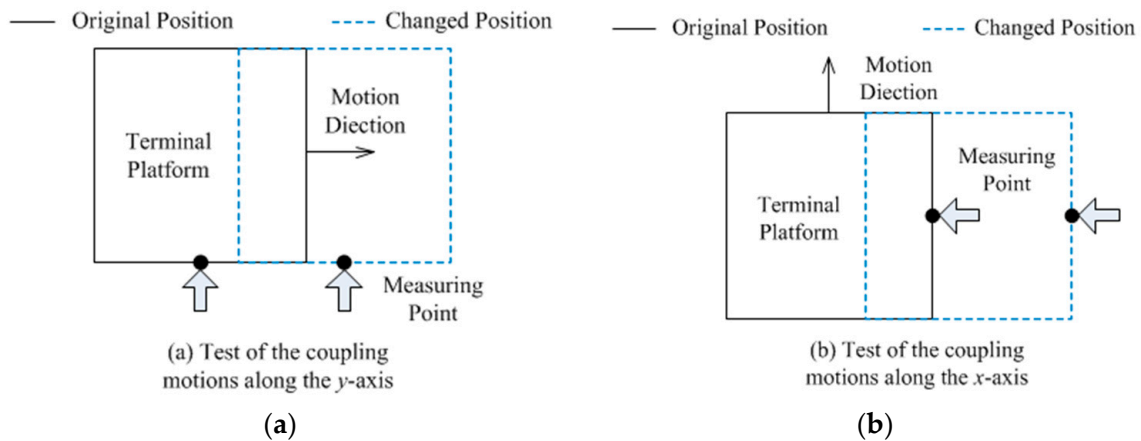 Original Position
Changed Position
Motion
Diection
Terminal
Platform
Measuring
Point
(a) Test of the coupling
motions along the y-axis
(a)
Original Position
Changed Position
Motion
Diection
Measuring
Point
Terminal
Platform
(b) Test of the coupling
motions along the x-axis
(b)